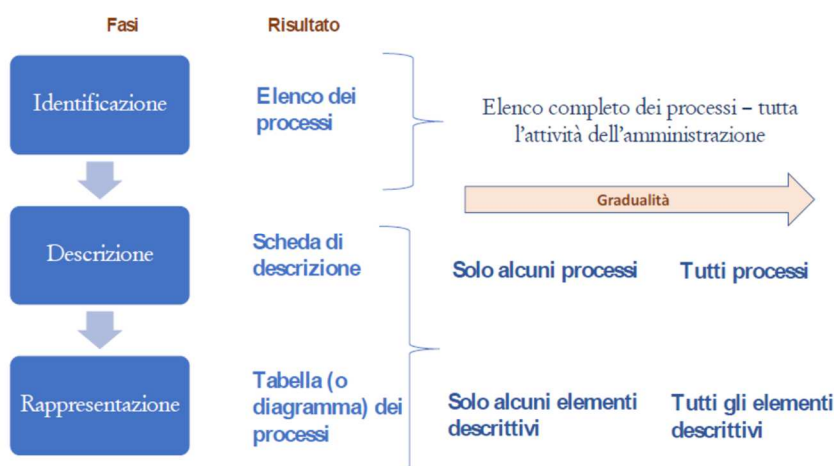 Fasi
Risultato
Identificazione
Elenco dei
processi
Elenco completo dei processi – tutta
l'attività dell'amministrazione
Gradualità
Descrizione
Scheda di
descrizione
Solo alcuni processi
Tutti processi
Rappresentazione
Tabella (o
diagramma) dei
processi
Solo alcuni elementi
descrittivi
Tutti gli elementi
descrittivi